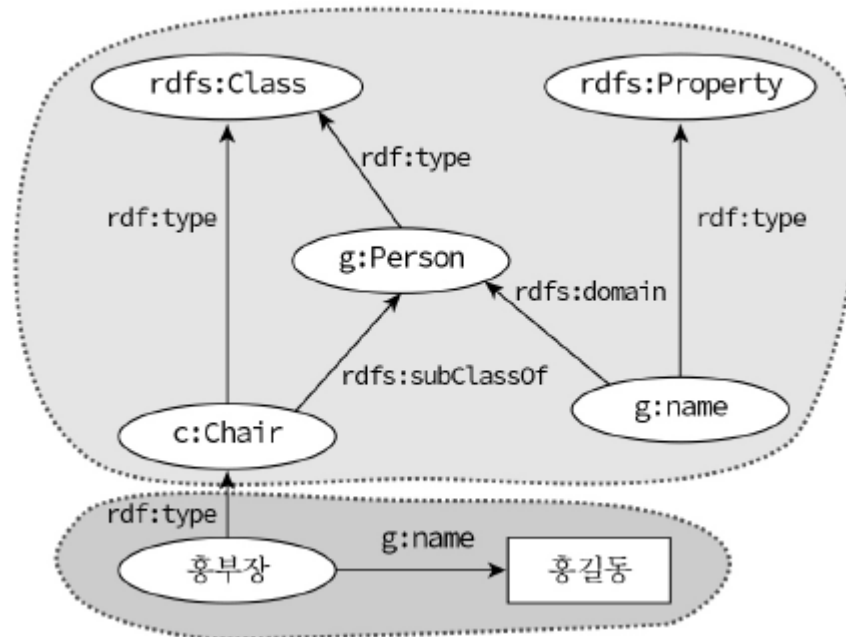 rdfs:Class
rdfs:Property
rdf:type
rdf:type
rdf:type
g:Person
rdfs:domain
rdfs:subClassOf
g:name
c:Chair
rdf:type
g:name
홍부장
홍길동